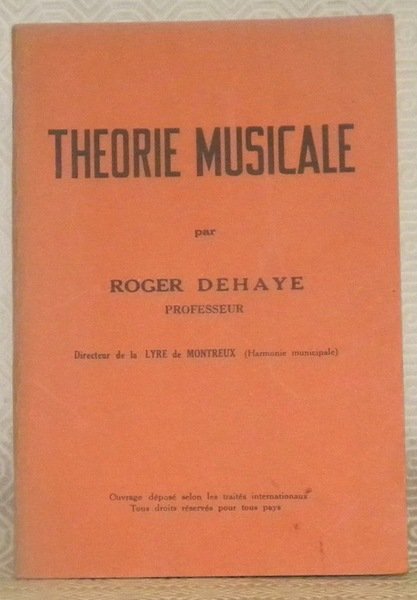 THEORIE MUSICALE
par
ROGER DEHAYE
PROFESSEUR
Directeur de la LYRE de MONTREUX (Harmonie municipale)
Ouvrage déposé selon les traités internationaux
Tous droits réservés pour tous pays